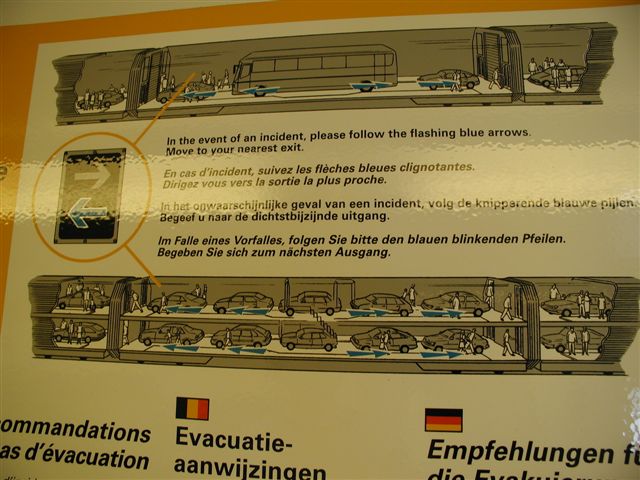 In the event of an incident, please follow the flashing blue arrows.
Move to your nearest exit.
En cas d'incident, suivez les flèches bleues clignotantes.
Dirigez vous vers la sortie la plus proche.
In het onwaarschijnlijke geval van een incident, volg de knipperende blauwe pijlen.
Begeef u naar de dichtstbijzijnde uitgang.
Im Falle eines Vorfalles, folgen Sie bitte den blauen blinkenden Pfeilen.
Begeben Sie sich zum nächsten Ausgang.
ommandations
as d'évacuation
Evacuatie-
aanwijzingen
Empfehlungen fü
die Evakuierun